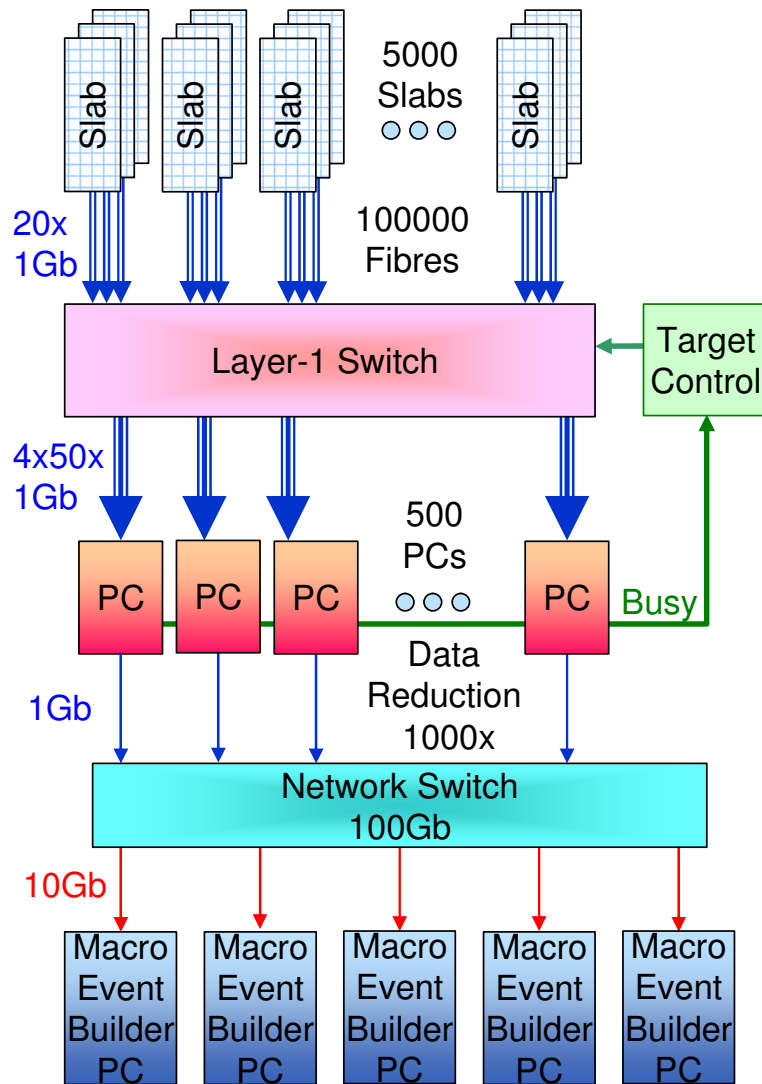 Slab
Slab
Slab
Slab
5000
Slabs
20x
1Gb
100000
Fibres
Layer-1 Switch
Target
Control
4x50x
1Gb
500
PCs
PC
PC
PC
PC
Busy
Data
Reduction
1000x
1Gb
Network Switch
100Gb
10Gb
Macro
Event
Builder
PC
Macro
Event
Builder
PC
Macro
Event
Builder
PC
Macro
Event
Builder
PC
Macro
Event
Builder
PC